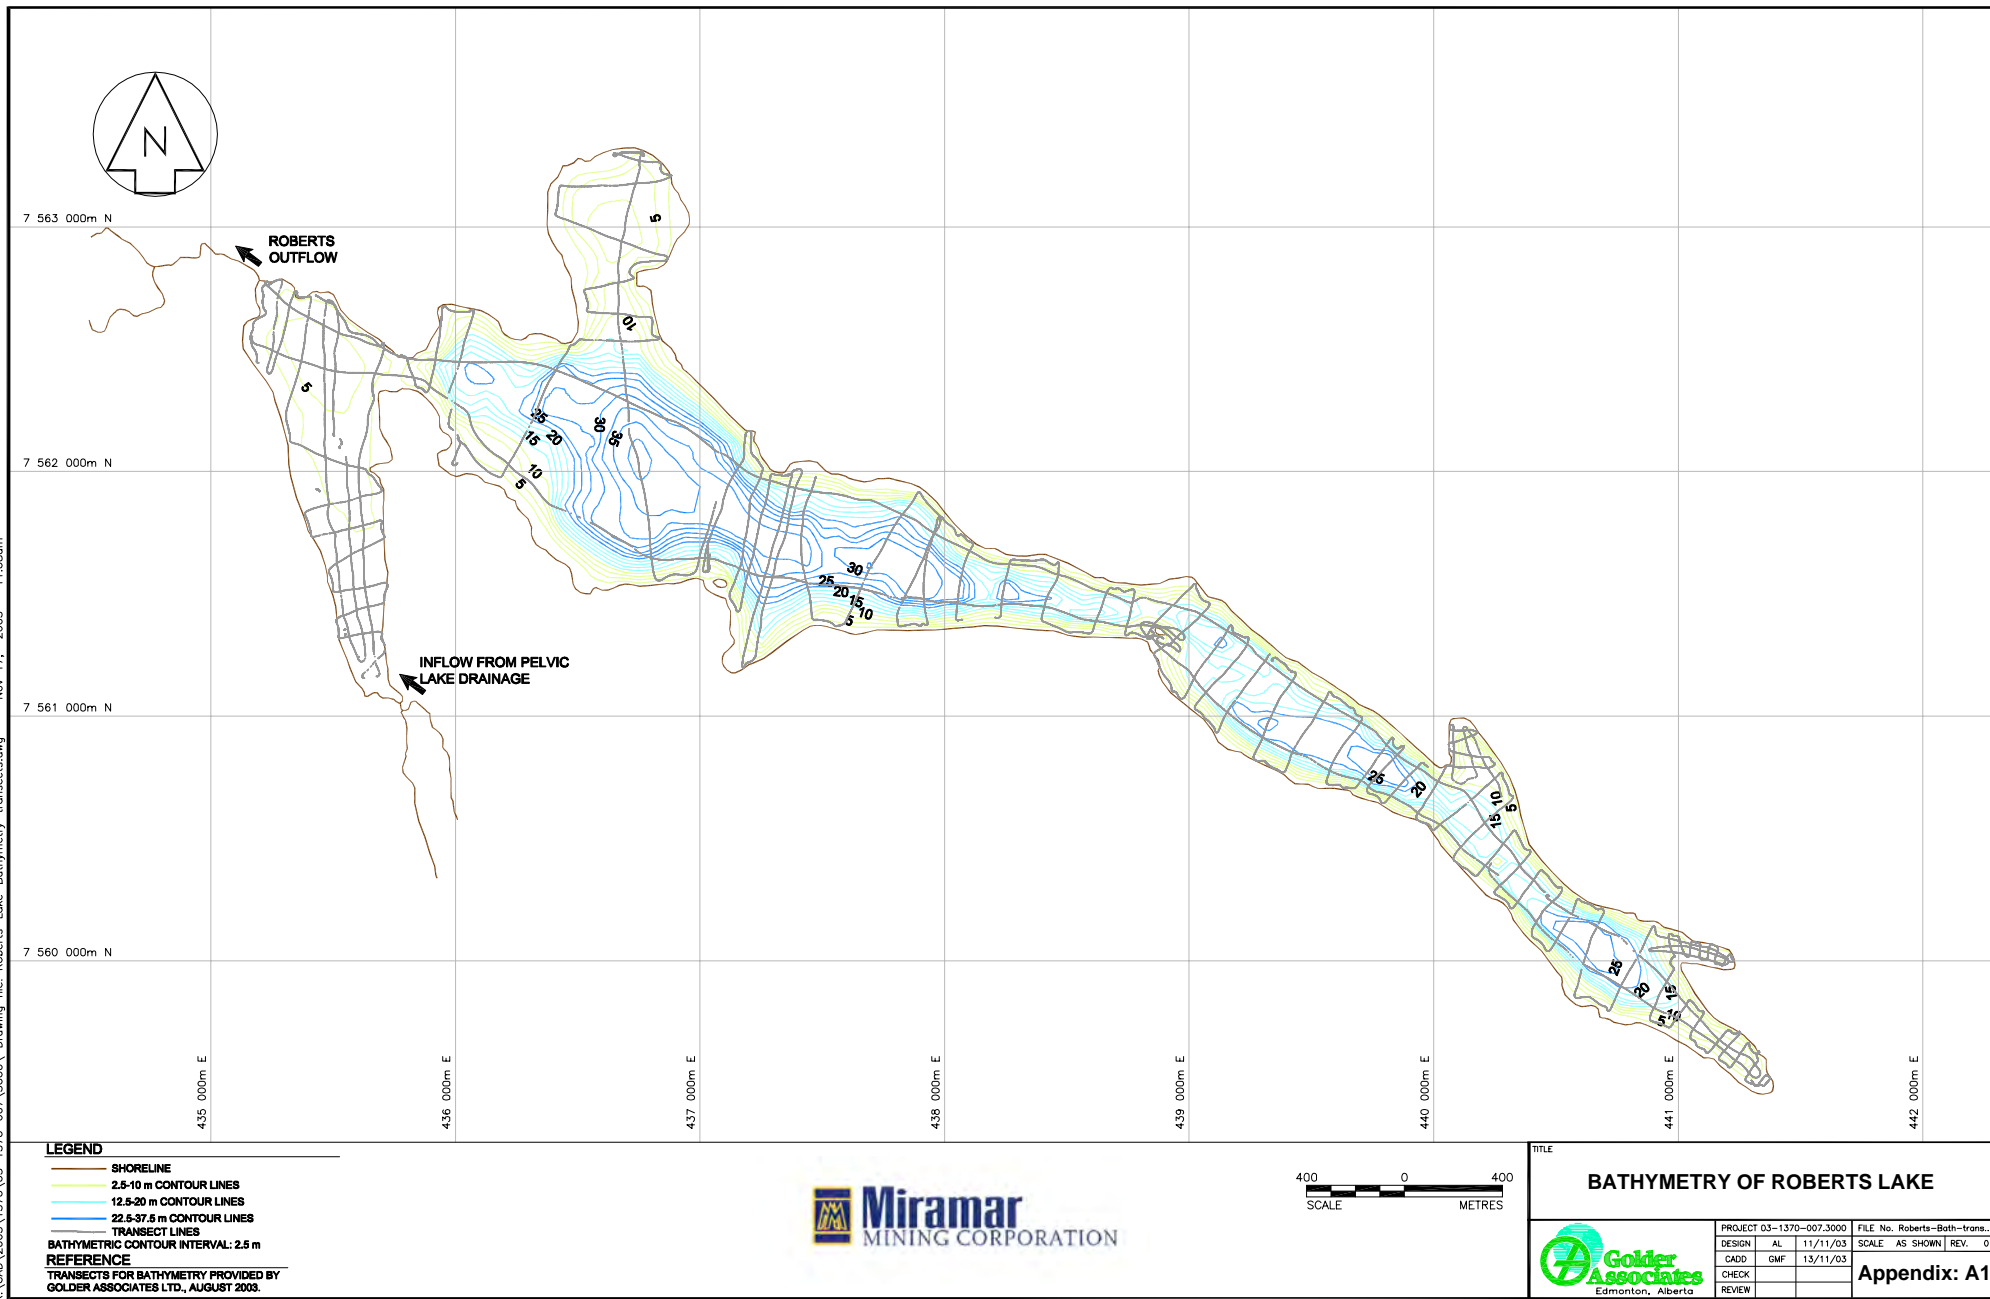 N
7 563 000m N
ROBERTS
OUTFLOW
5
10
5
7 562 000m N
25
20
15
10
5
30
35
30
25
20
15
10
5
INFLOW FROM PELVIC
LAKE DRAINAGE
7 561 000m N
25
20
10
5
15
7 560 000m N
25
20
15
10
5
435 000m E
436 000m E
437 000m E
438 000m E
439 000m E
440 000m E
441 000m E
442 000m E
LEGEND
SHORELINE
2.5-10 m CONTOUR LINES
12.5-20 m CONTOUR LINES
22.5-37.5 m CONTOUR LINES
TRANSECT LINES
BATHYMETRIC CONTOUR INTERVAL: 2.5 m
REFERENCE
TRANSECTS FOR BATHYMETRY PROVIDED BY
GOLDER ASSOCIATES LTD., AUGUST 2003.
Miramar
MINING CORPORATION
400 0 400
SCALE METRES
TITLE
BATHYMETRY OF ROBERTS LAKE
Golder
Associates
Edmonton, Alberta
PROJECT 03-1370-007.3000 FILE No. Roberts-Bath-trans..
DESIGN AL 11/11/03 SCALE AS SHOWN REV. 0
CADD GMF 13/11/03
CHECK
REVIEW
Appendix: A1